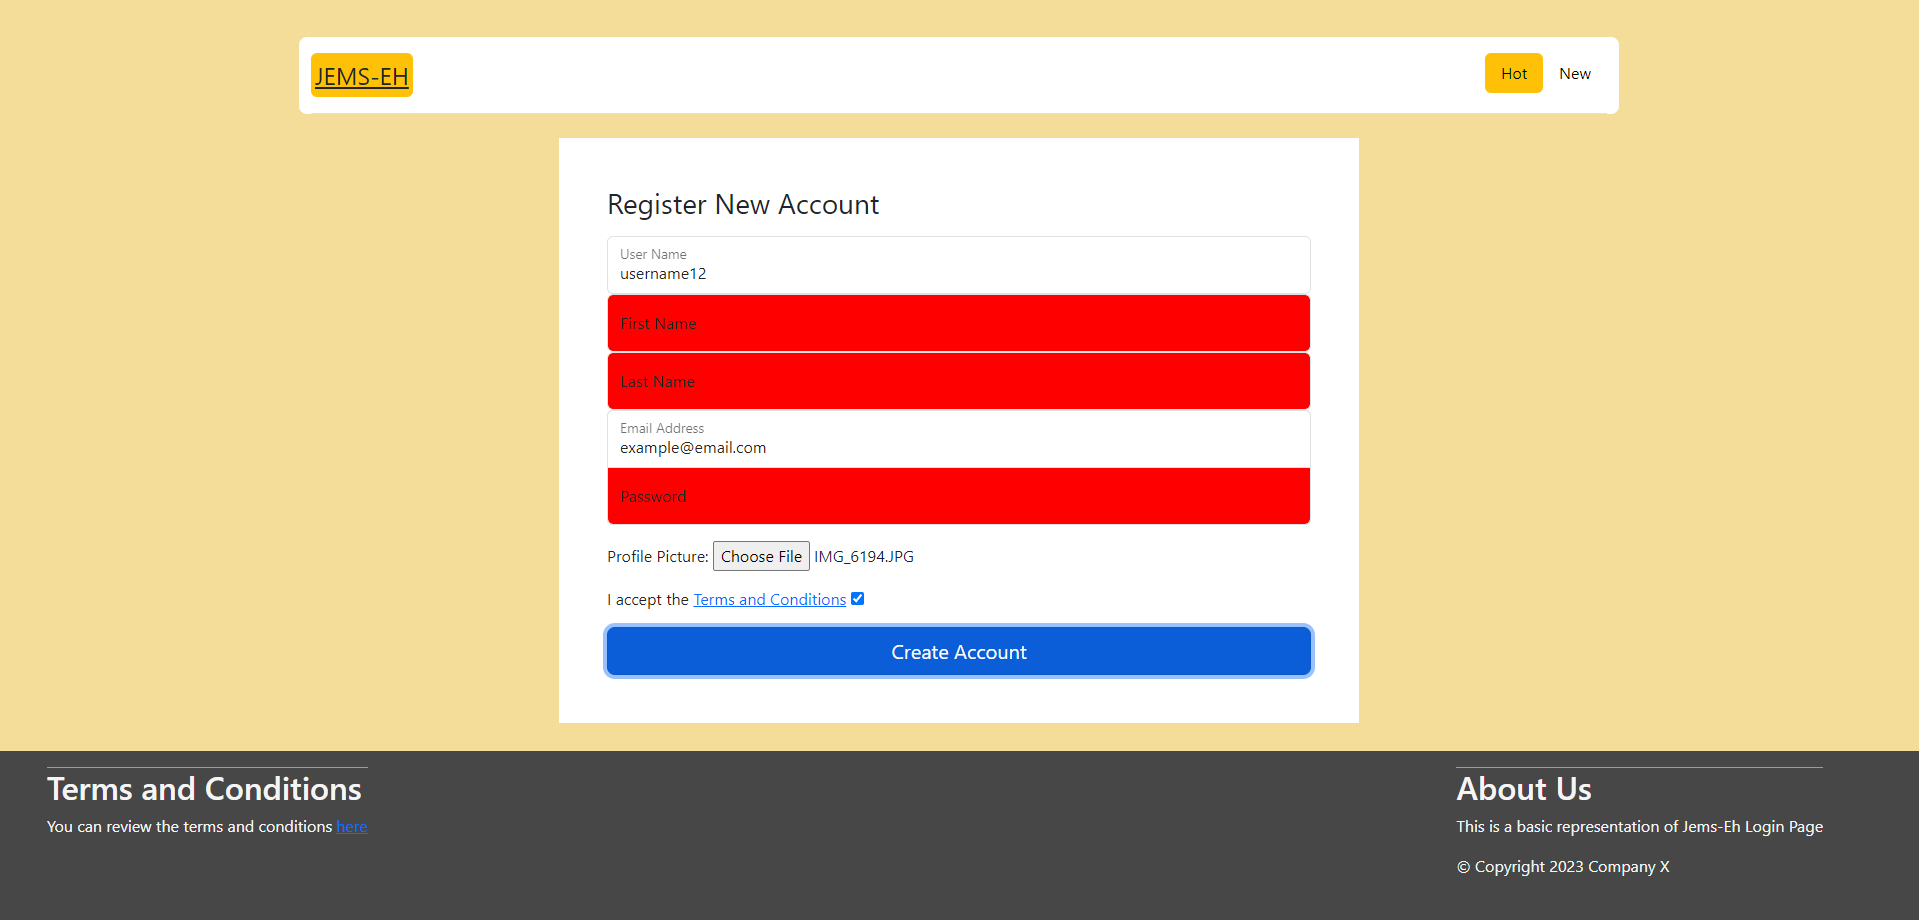 JEMS-EH
Hot New
Register New Account
User Name
username12
First Name
Last Name
Email Address
example@email.com
Password
Profile Picture: Choose File IMG_6194.JPG
I accept the Terms and Conditions
Create Account
Terms and Conditions
You can review the terms and conditions here
About Us
This is a basic representation of Jems-Eh Login Page
© Copyright 2023 Company X